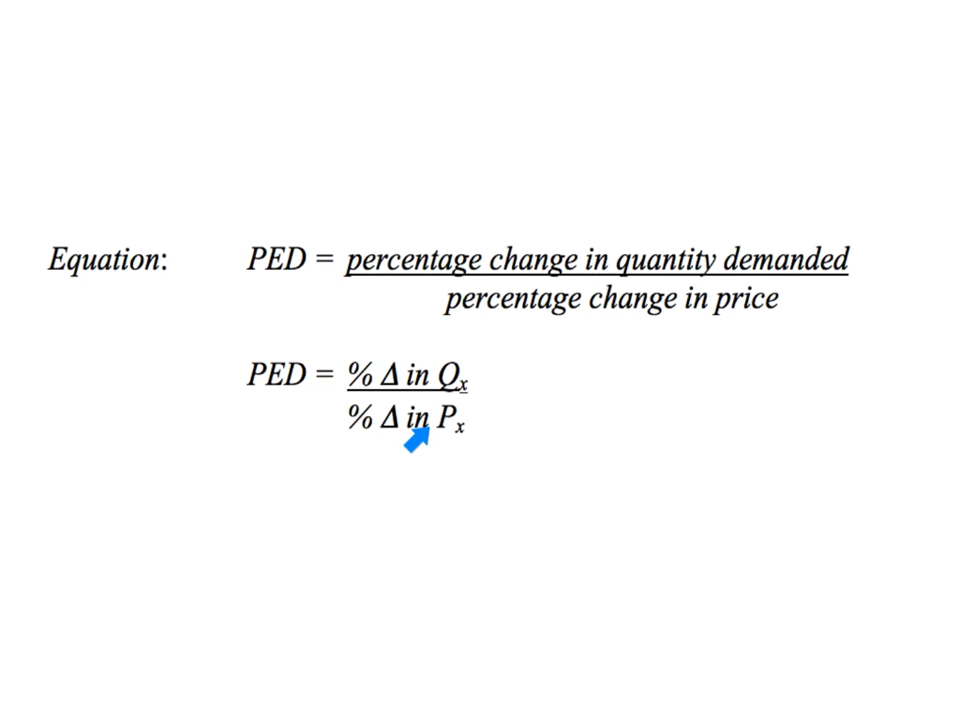 Equation: PED = percentage change in quantity demanded
percentage change in price
PED = % Δ in Qx
% Δ in Px